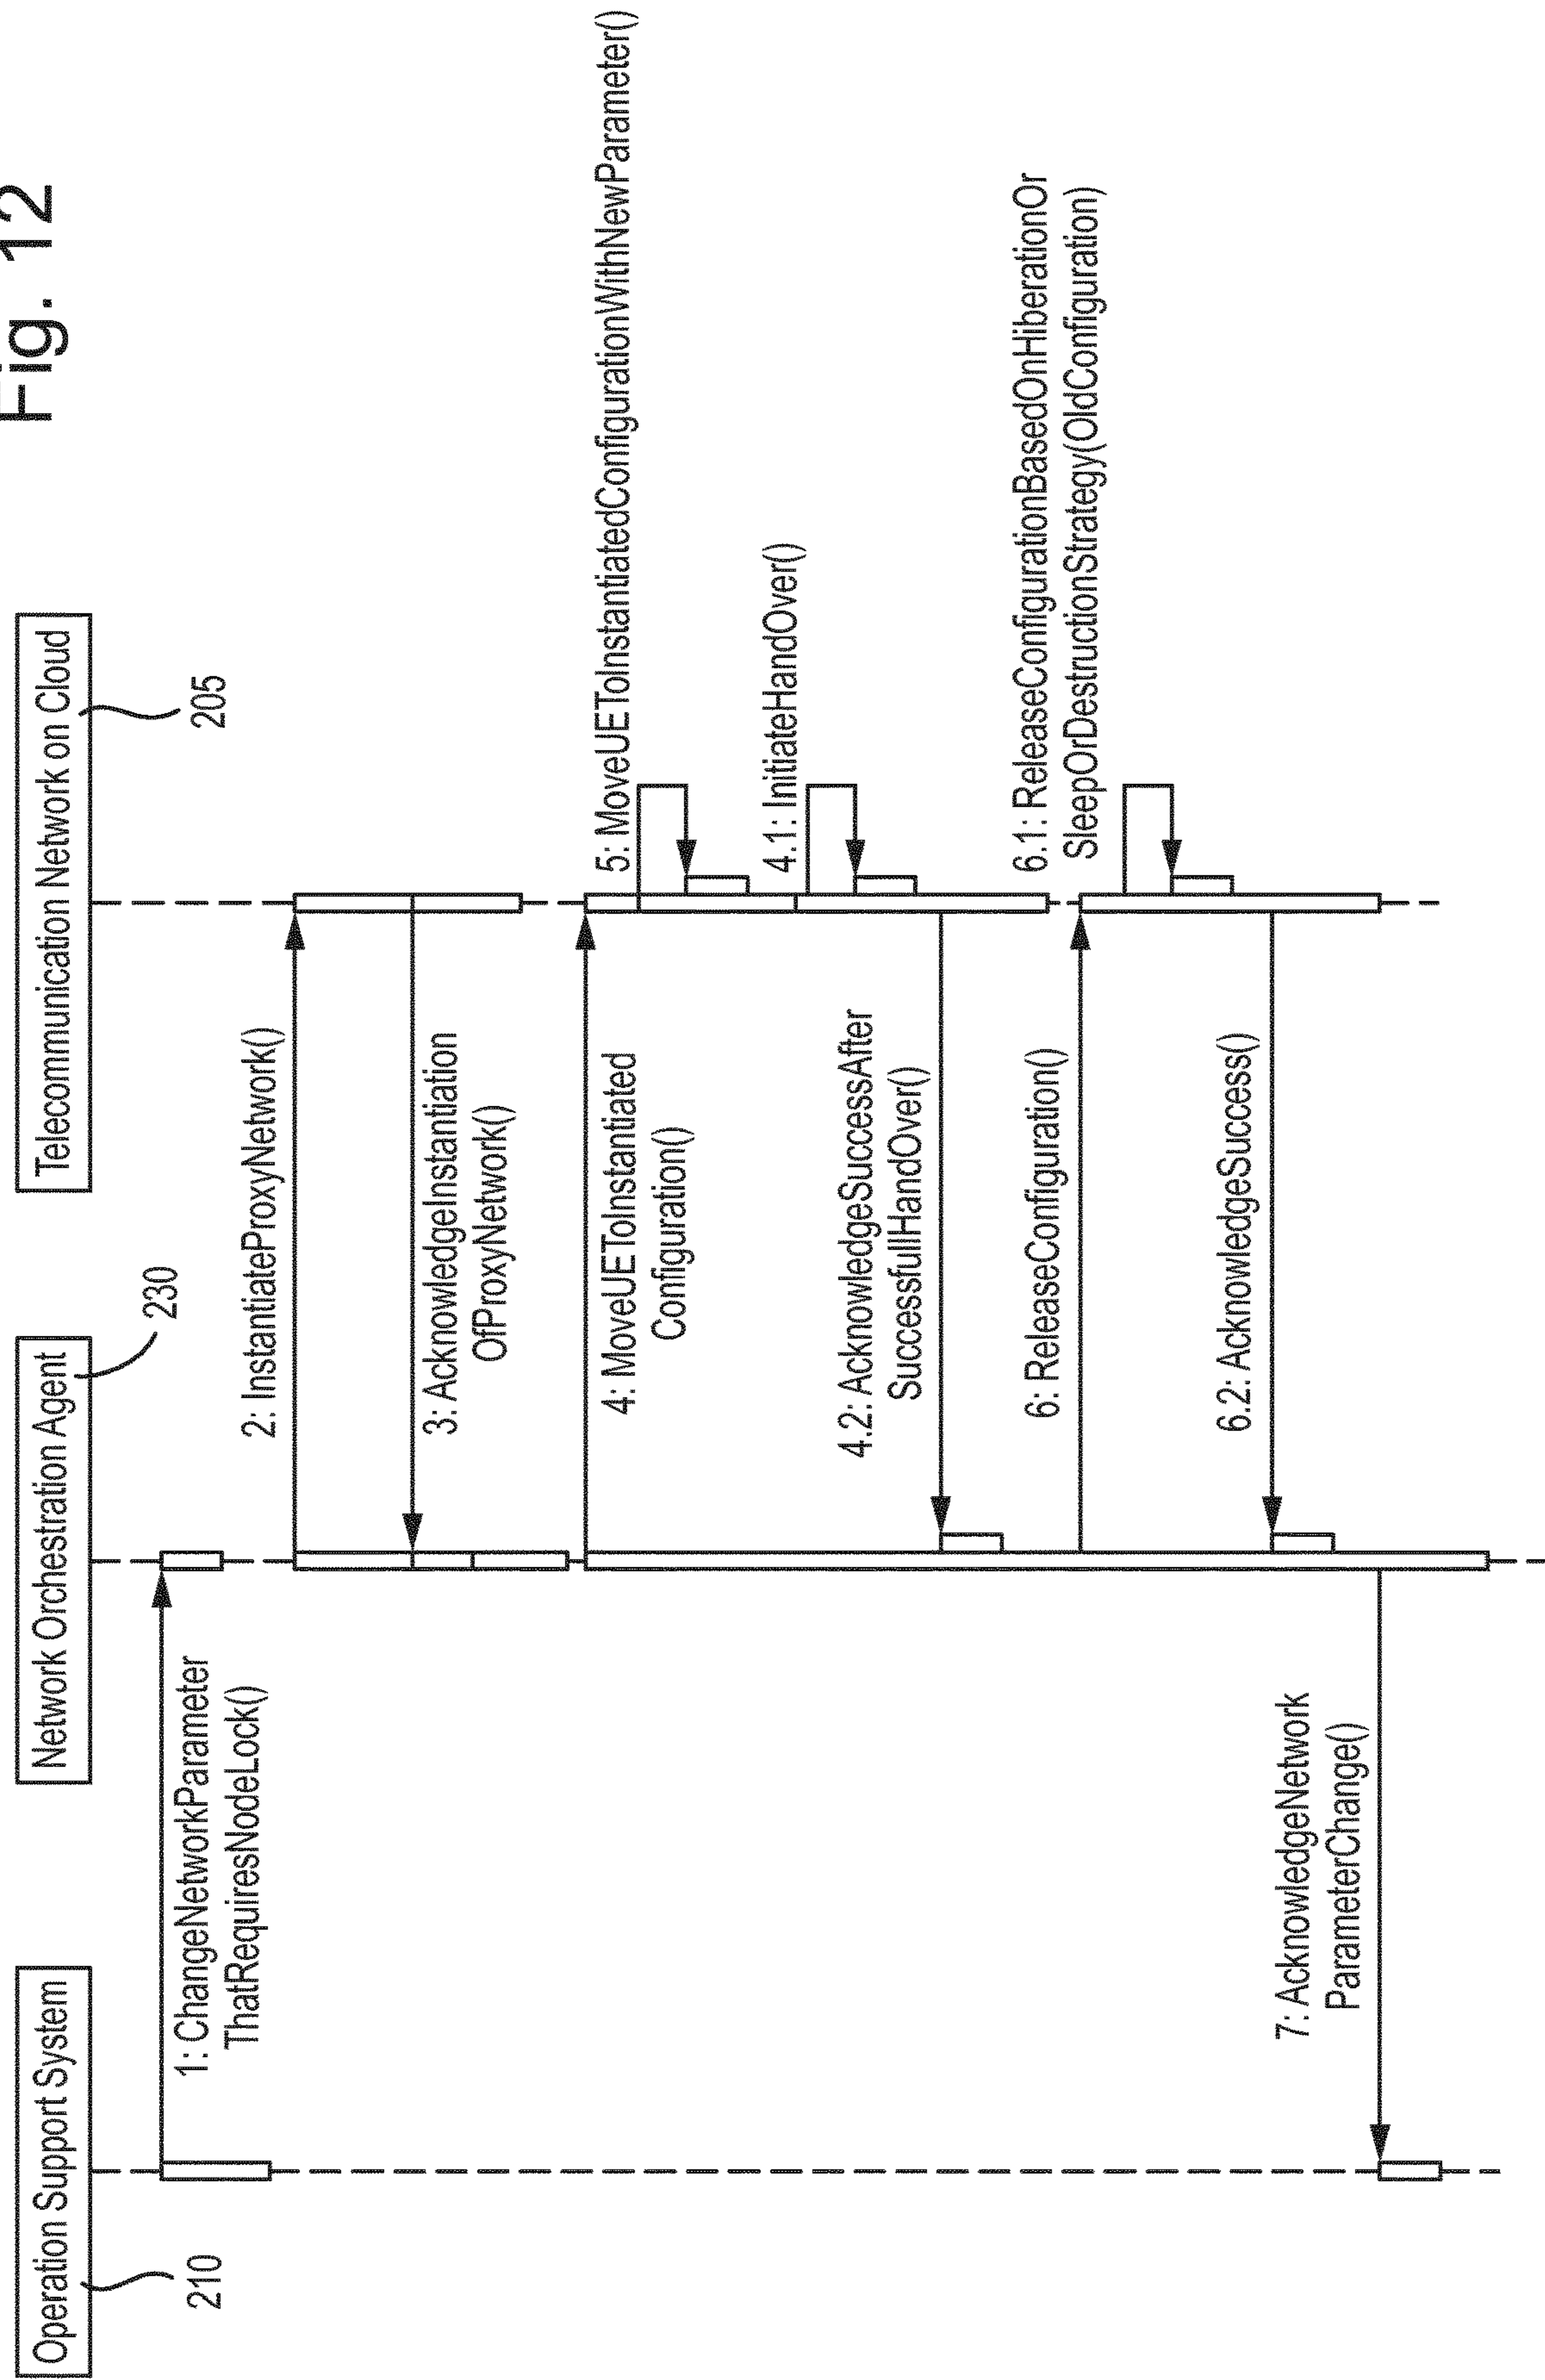 Fig. 12
Operation Support System
210
Network Orchestration Agent
230
Telecommunication Network on Cloud
205
1: ChangeNetworkParameter
ThatRequiresNodeLock()
2: InstantiateProxyNetwork()
3: AcknowledgeInstantiation
OfProxyNetwork()
4: MoveUEToInstantiated
Configuration()
5: MoveUEToInstantiatedConfigurationWithNewParameter()
4.1: InitiateHandOver()
4.2: AcknowledgeSuccessAfter
SuccessfullHandOver()
6: ReleaseConfiguration()
6.1: ReleaseConfigurationBasedOnHiberationOr
SleepOrDestructionStrategy(OldConfiguration)
6.2: AcknowledgeSuccess()
7: AcknowledgeNetwork
ParameterChange()